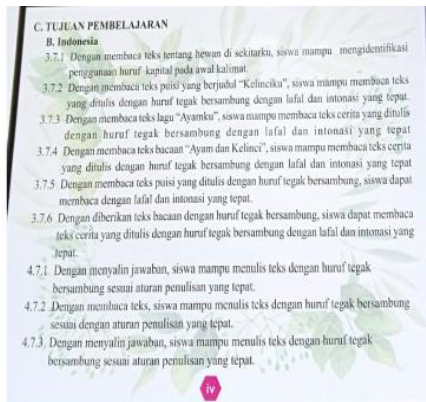 C. TUJUAN PEMBELAJARAN
B. Indonesia
3.7.1 Dengan membaca teks tentang hewan di sekitarku, siswa mampu mengidentifikasi
penggunaan huruf kapital pada awal kalimat.
3.7.2 Dengan membaca teks puisi yang berjudul "Kelinciku", siswa mampu membaca teks
yang ditulis dengan huruf tegak bersambung dengan lafal dan intonasi yang tepat.
3.7.3 Dengan membaca teks lagu "Ayamku", siswa mampu membaca teks cerita yang ditulis
dengan huruf tegak bersambung dengan lafal dan intonasi yang tepat
3.7.4 Dengan membaca teks bacaan "Ayam dan Kelinci", siswa mampu membaca teks cerita
yang ditulis dengan huruf tegak bersambung dengan lafal dan intonasi yang tepat
3.7.5 Dengan membaca teks puisi yang ditulis dengan huruf tegak bersambung, siswa dapat
membaca dengan lafal dan intonasi yang tepat.
3.7.6 Dengan diberikan teks bacaan dengan huruf tegak bersambung, siswa dapat membaca
teks cerita yang ditulis dengan huruf tegak bersambung dengan lafal dan intonasi yang
tepat.
4.7.1 Dengan menyalin jawaban, siswa mampu menulis teks dengan huruf tegak
bersambung sesuai aturan penulisan yang tepat.
4.7.2 Dengan membaca teks, siswa mampu menulis teks dengan huruf tegak bersambung
sesuai dengan aturan penulisan yang tepat.
4.7.3 Dengan menyalin jawaban, siswa mampu menulis teks dengan huruf tegak
bersambung sesuai aturan penulisan yang tepat.
iv